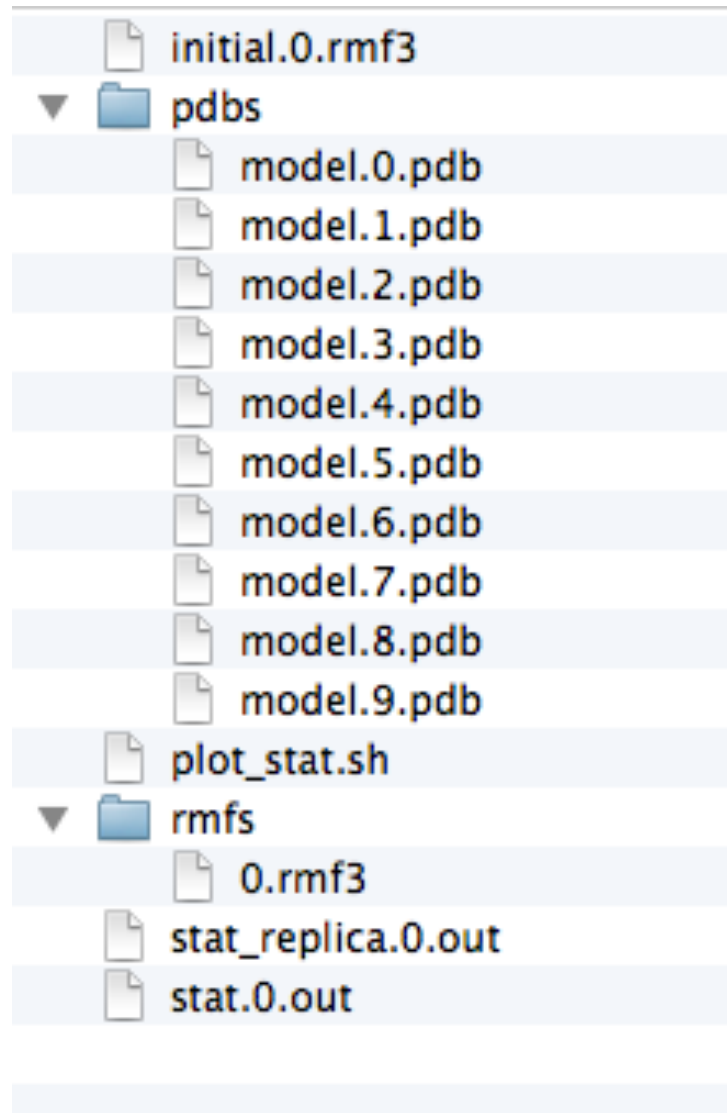 initial.0.rmf3
pdbs
model.0.pdb
model.1.pdb
model.2.pdb
model.3.pdb
model.4.pdb
model.5.pdb
model.6.pdb
model.7.pdb
model.8.pdb
model.9.pdb
plot_stat.sh
rmfs
0.rmf3
stat_replica.0.out
stat.0.out